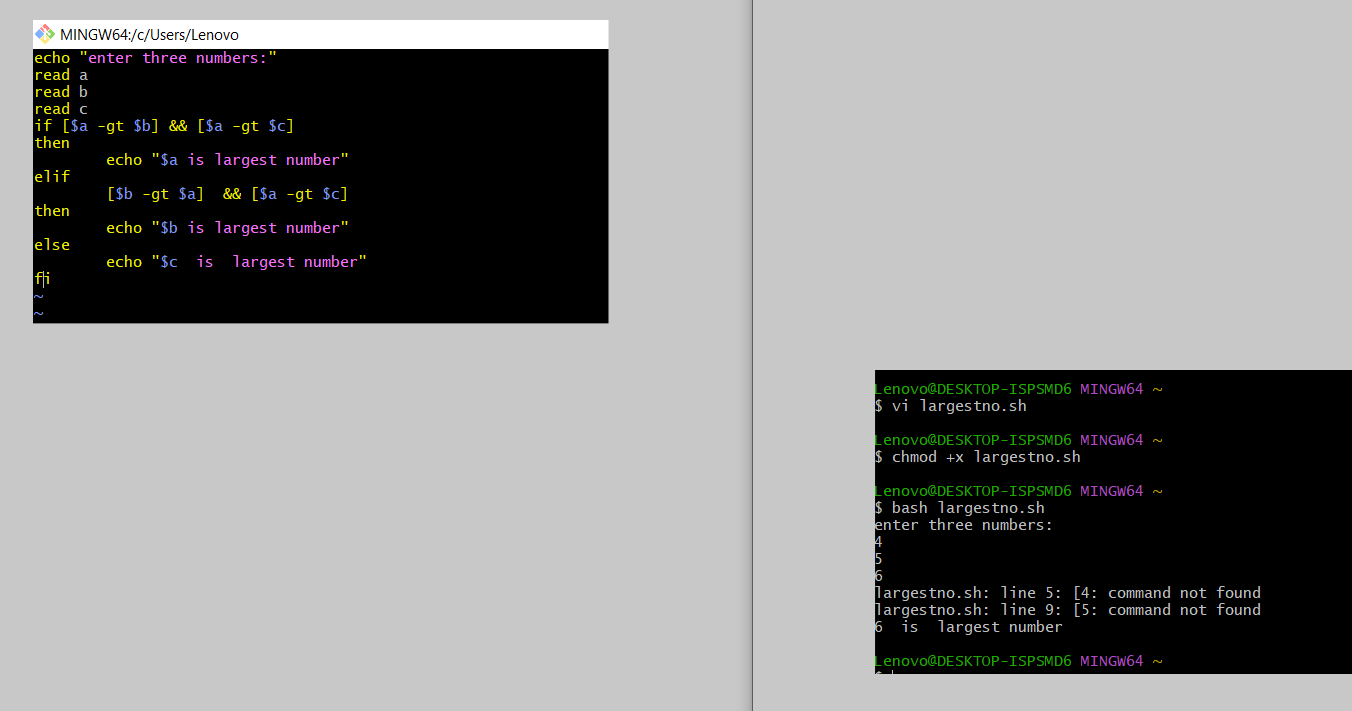 MINGW64:/c/Users/Lenovo
echo "enter three numbers:"
read a
read b
read c
if [$a -gt $b] && [$a -gt $c]
then
        echo "$a is largest number"
elif
        [$b -gt $a]  && [$a -gt $c]
then
        echo "$b is largest number"
else
        echo "$c  is  largest number"
fi
~
~
Lenovo@DESKTOP-ISPSMD6 MINGW64 ~
$ vi largestno.sh
Lenovo@DESKTOP-ISPSMD6 MINGW64 ~
$ chmod +x largestno.sh
Lenovo@DESKTOP-ISPSMD6 MINGW64 ~
$ bash largestno.sh
enter three numbers:
4
5
6
largestno.sh: line 5: [4: command not found
largestno.sh: line 9: [5: command not found
6  is  largest number
Lenovo@DESKTOP-ISPSMD6 MINGW64 ~